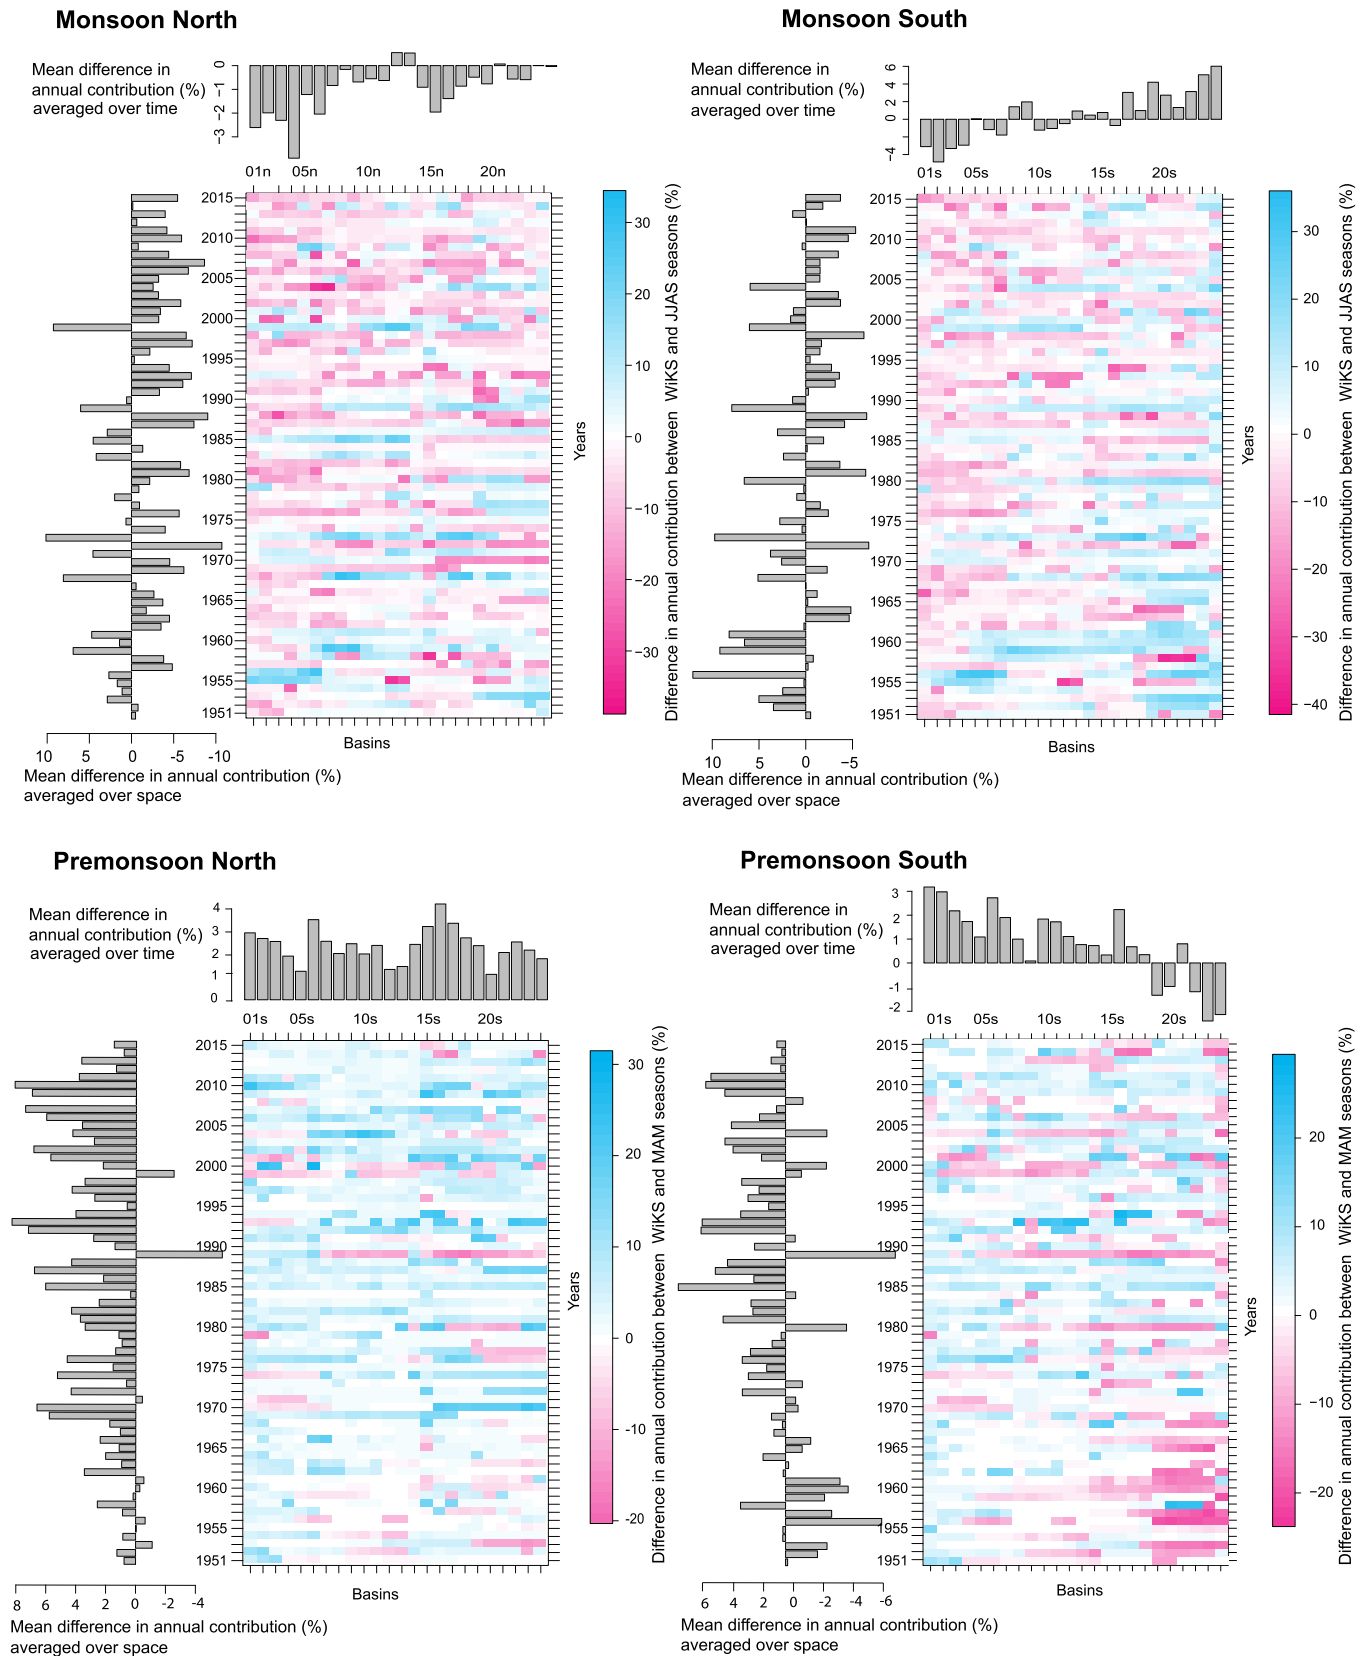 Monsoon North
Mean difference in
annual contribution (%)
averaged over time
0
−1
−2
−3
01n 05n 10n 15n 20n
2015
2010
2005
2000
1995
1990
1985
1980
1975
1970
1965
1960
1955
1951
Years
Basins
10 5 0 -5 -10
Mean difference in annual contribution (%)
averaged over space
30
20
10
0
−10
−20
−30
Difference in annual contribution between WiKS and JJAS seasons (%)
Monsoon South
Mean difference in
annual contribution (%)
averaged over time
6
4
2
0
−4
01s 05s 10s 15s 20s
2015
2010
2005
2000
1995
1990
1985
1980
1975
1970
1965
1960
1955
1951
Years
Basins
10 5 0 −5
Mean difference in annual contribution (%)
averaged over space
30
20
10
0
−10
−20
−30
−40
Difference in annual contribution between WiKS and JJAS seasons (%)
Premonsoon North
Mean difference in
annual contribution (%)
averaged over time
4
3
2
1
0
01s 05s 10s 15s 20s
2015
2010
2005
2000
1995
1990
1985
1980
1975
1970
1965
1960
1955
1951
Years
Basins
8 6 4 2 0 -2 -4
Mean difference in annual contribution (%)
averaged over space
30
20
10
0
-10
-20
Difference in annual contribution between WiKS and MAM seasons (%)
Premonsoon South
Mean difference in
annual contribution (%)
averaged over time
3
2
1
0
-1
-2
01s 05s 10s 15s 20s
2015
2010
2005
2000
1995
1990
1985
1980
1975
1970
1965
1960
1955
1951
Years
Basins
6 4 2 0 -2 -4 -6
Mean difference in annual contribution (%)
averaged over space
20
10
0
−10
−20
Difference in annual contribution between WiKS and MAM seasons (%)